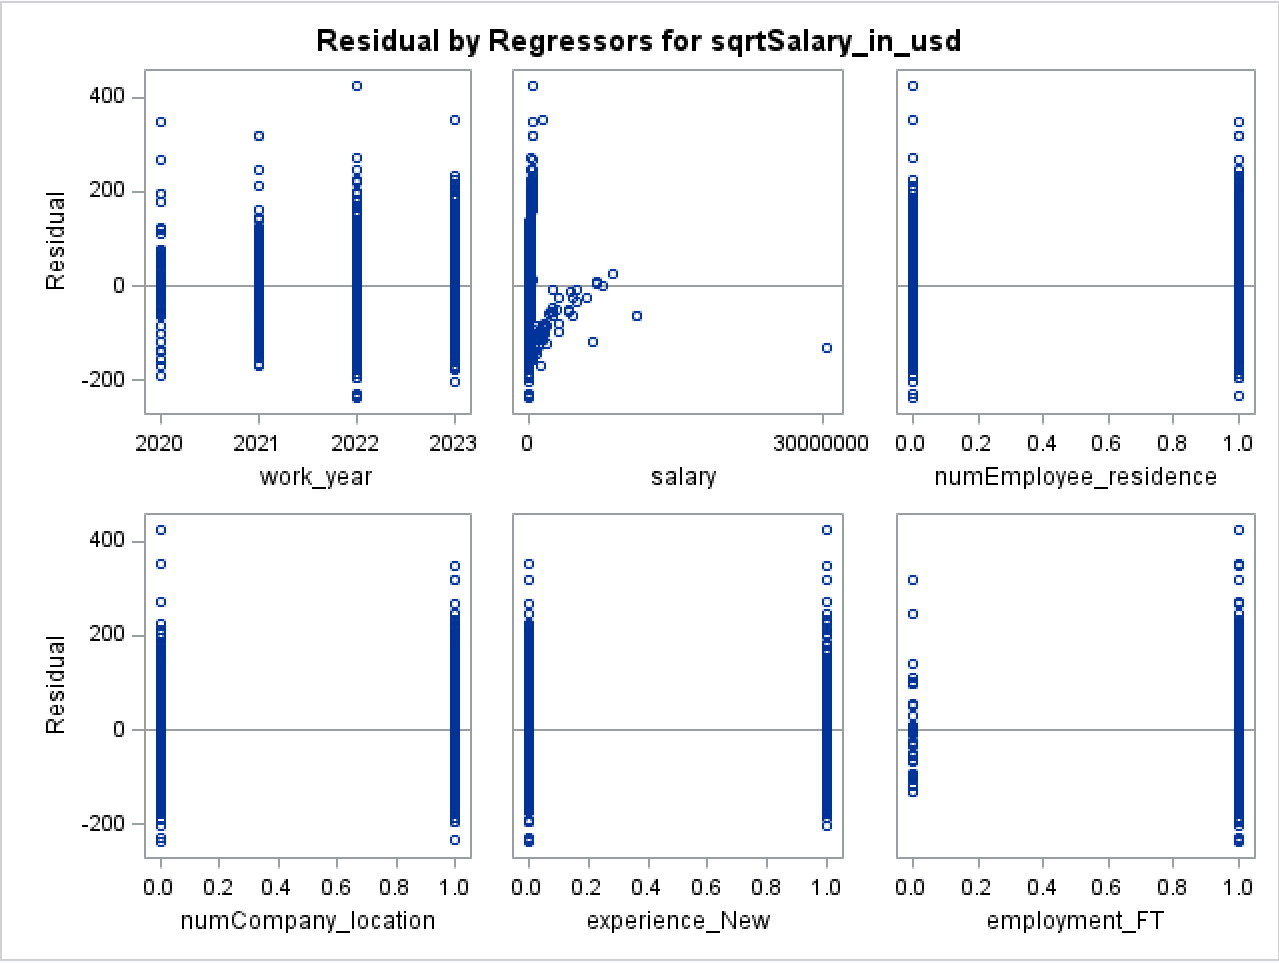 Residual by Regressors for sqrtSalary_in_usd
Residual
400
200
0
-200
2020 2021 2022 2023
work_year
0 30000000
salary
0.0 0.2 0.4 0.6 0.8 1.0
numEmployee_residence
Residual
400
200
0
-200
0.0 0.2 0.4 0.6 0.8 1.0
numCompany_location
0.0 0.2 0.4 0.6 0.8 1.0
experience_New
0.0 0.2 0.4 0.6 0.8 1.0
employment_FT